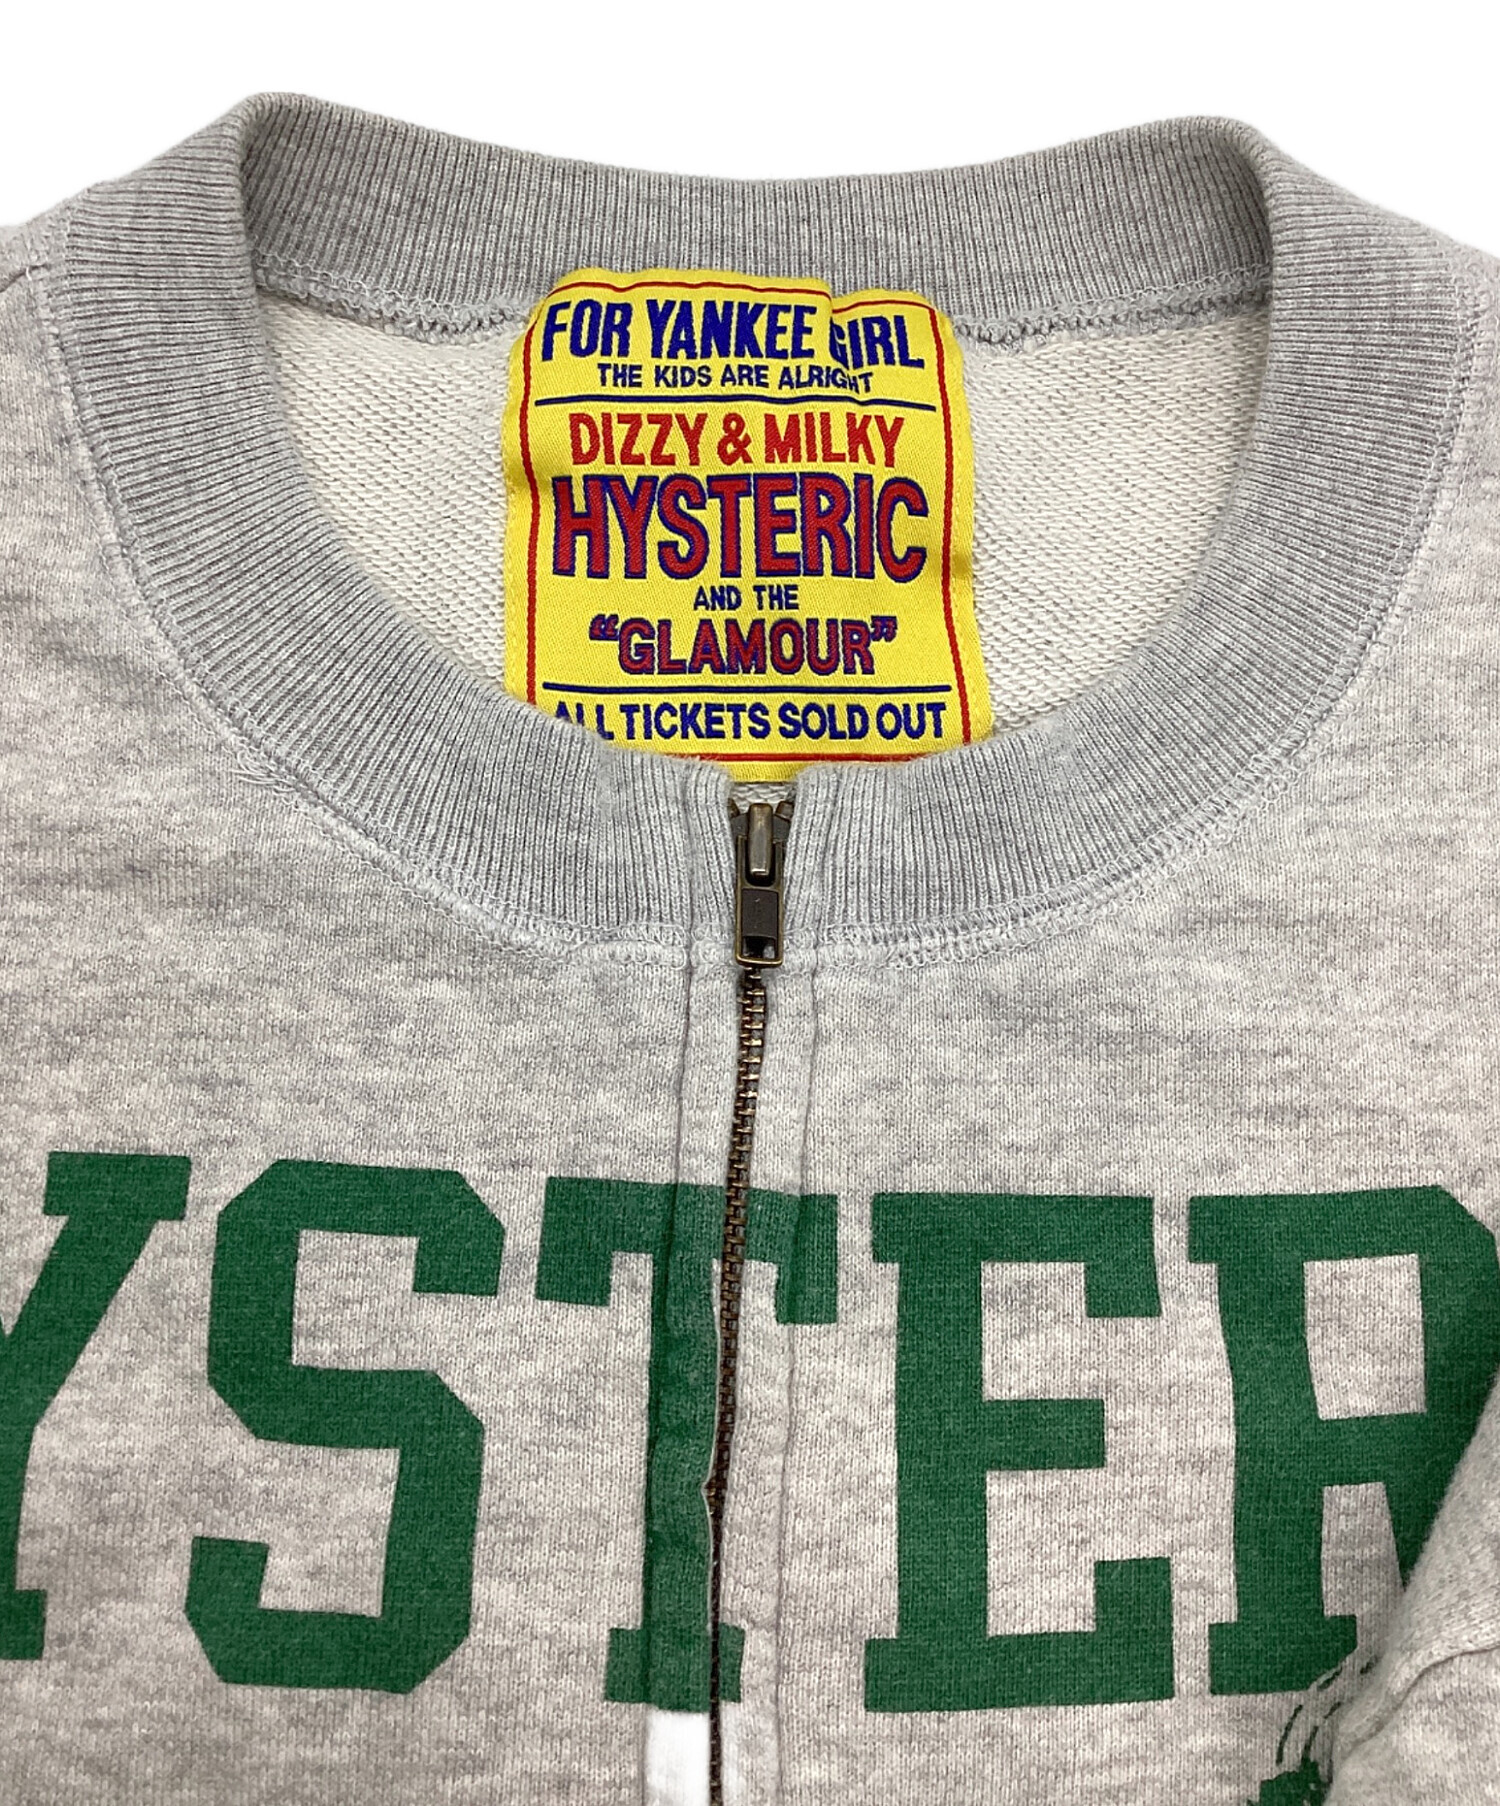 FOR YANKEE GIRL
THE KIDS ARE ALRIGHT
DIZZY & MILKY
HYSTERIC
AND THE
“GLAMOUR”
ALL TICKETS SOLD OUT
YSTER